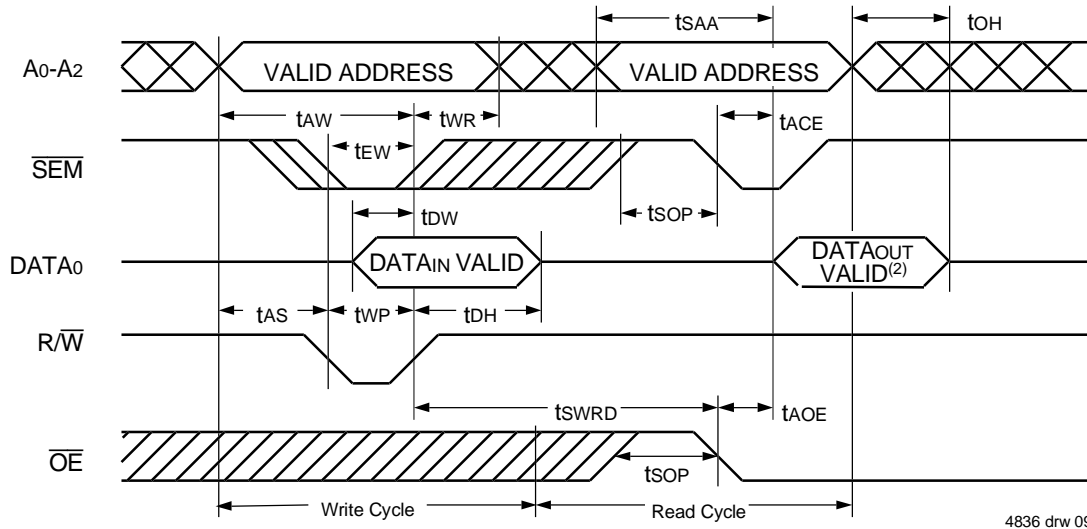 tSAA
tOH
A0-A2
VALID ADDRESS
VALID ADDRESS
tAW
tWR
tACE
tEW
SEM
tSOP
tDW
DATA0
DATAIN VALID
DATAOUT
VALID(2)
tAS
tWP
tDH
R/W
tSWRD
tAOE
OE
tSOP
Write Cycle
Read Cycle
4836 drw 09